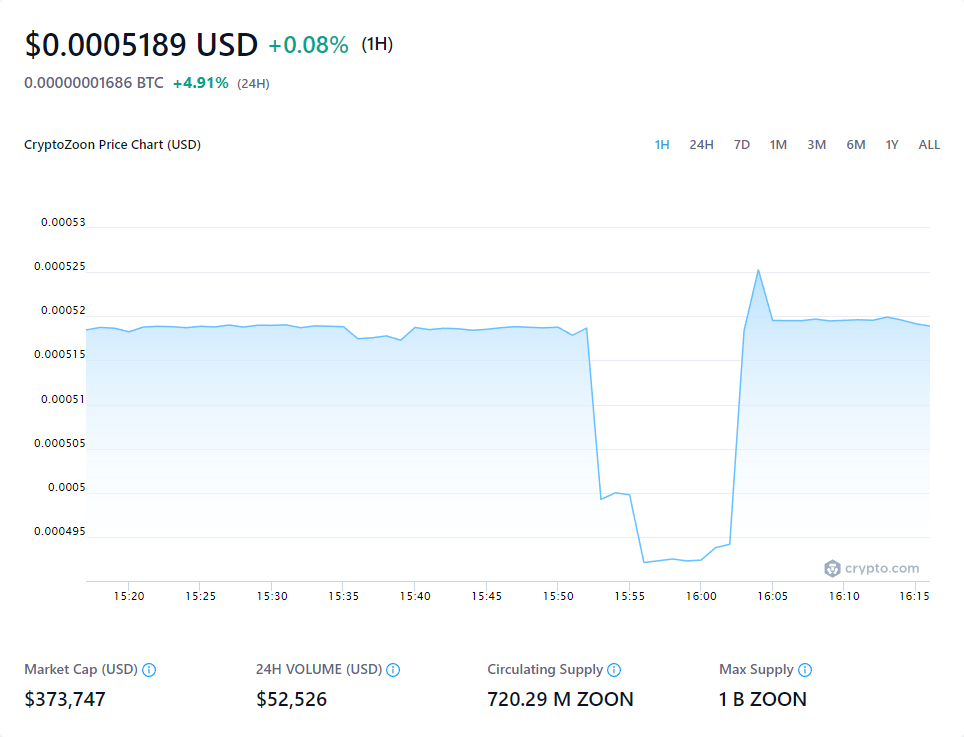 $0.0005189 USD +0.08% (1H)
0.00000001686 BTC +4.91% (24H)
CryptoZoon Price Chart (USD) 1H 24H 7D 1M 3M 6M 1Y ALL
0.00053
0.000525
0.00052
0.000515
0.00051
0.000505
0.0005
0.000495
crypto.com
15:20 15:25 15:30 15:35 15:40 15:45 15:50 15:55 16:00 16:05 16:10 16:15
Market Cap (USD) 24H VOLUME (USD) Circulating Supply Max Supply
$373,747 $52,526 720.29 M ZOON 1 B ZOON